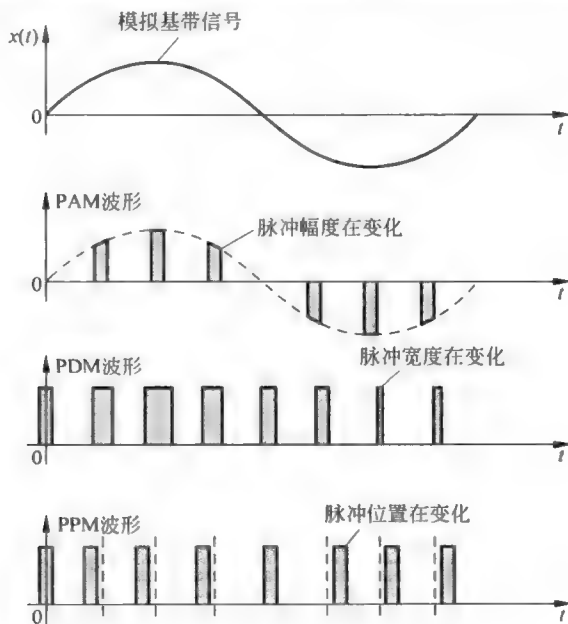 模拟基带信号
x(t)
0
t
PAM波形
脉冲幅度在变化
0
t
PDM波形
脉冲宽度在变化
0
t
PPM波形
脉冲位置在变化
0
t